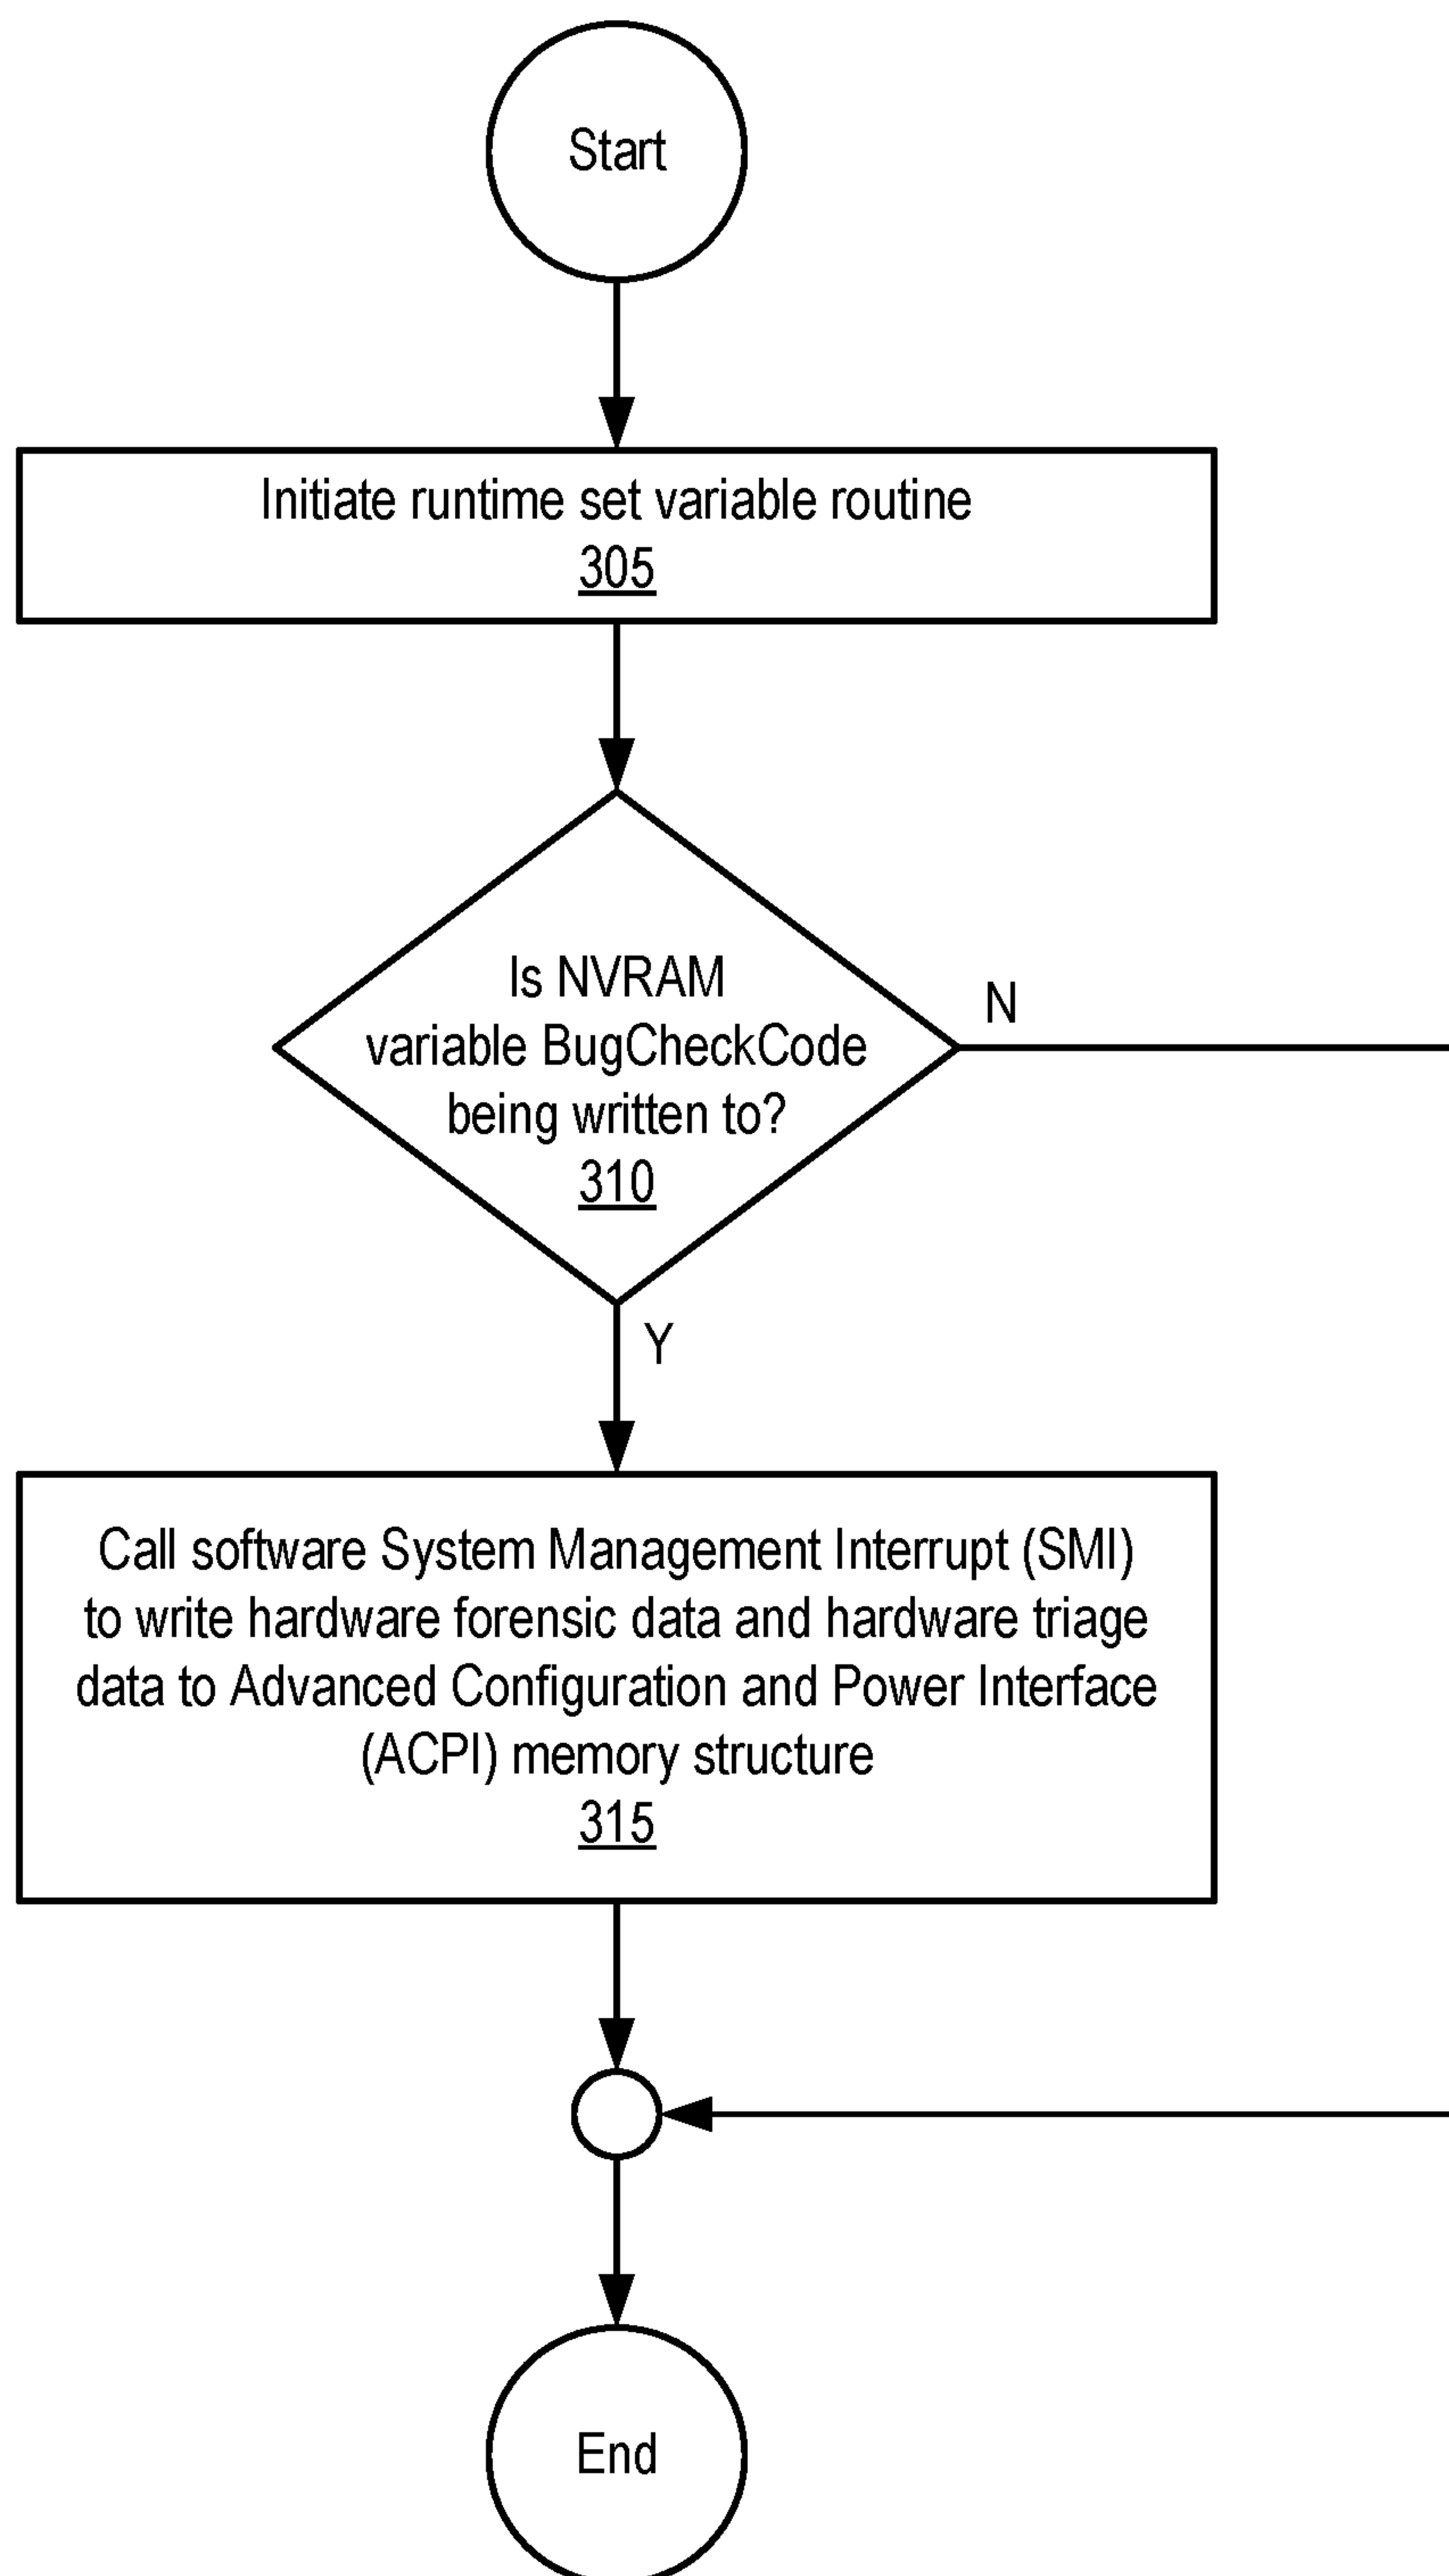 Start
Initiate runtime set variable routine
305
Is NVRAM
variable BugCheckCode
being written to?
310
N
Y
Call software System Management Interrupt (SMI)
to write hardware forensic data and hardware triage
data to Advanced Configuration and Power Interface
(ACPI) memory structure
315
End